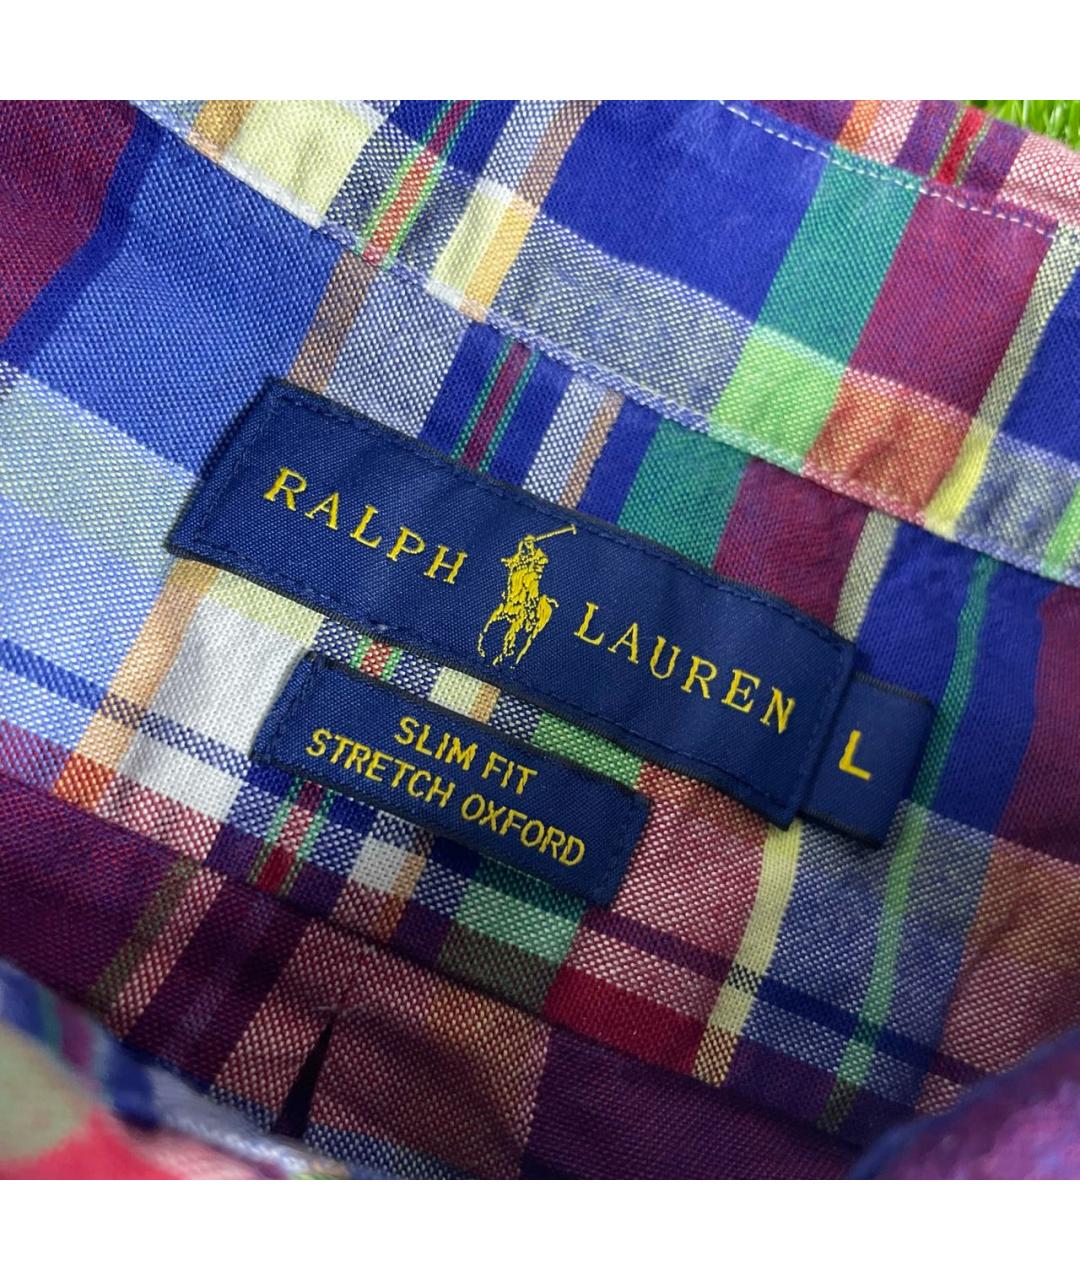 RALPH LAUREN
L
SLIM FIT
STRETCH OXFORD